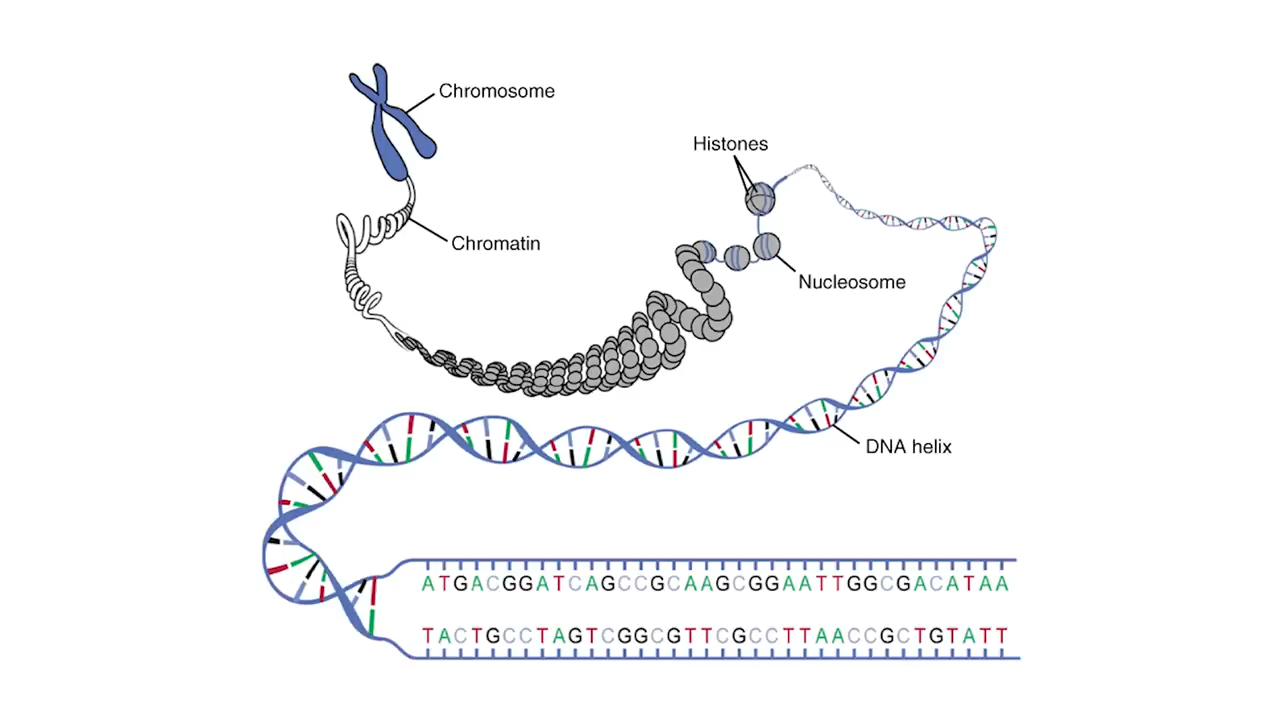 Chromosome
Histones
Chromatin
Nucleosome
DNA helix
ATGACGGATCAGCCGCAAGCGGAATTGGCGACATAA
TACTGCCTAGTCGGCGTTCGCCTTAACCGCTGTATT